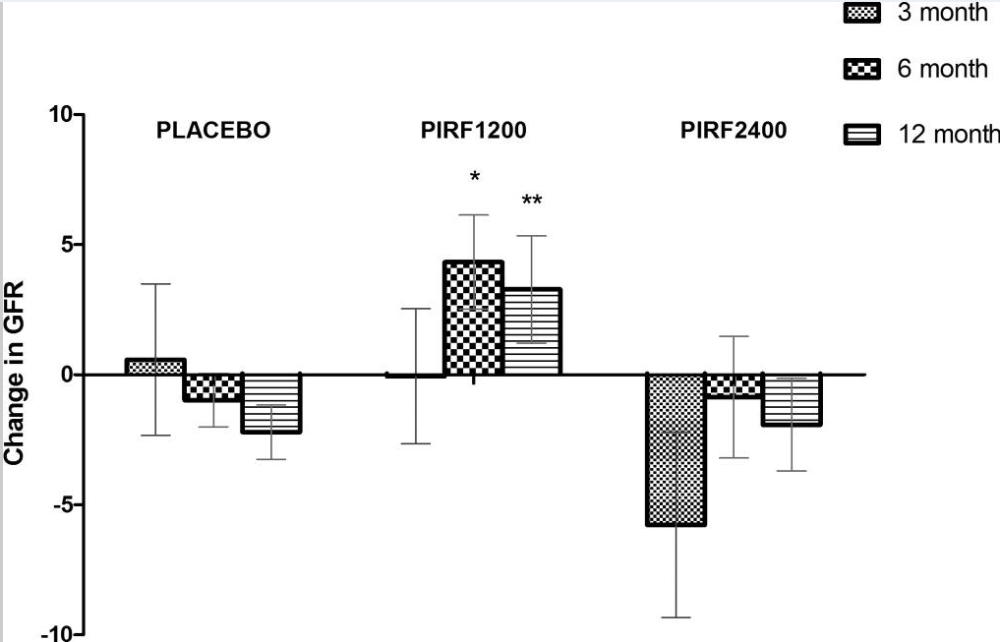 3 month
6 month
12 month
10
PLACEBO
PIRF1200
PIRF2400
*
**
5
0
-5
-10
Change in GFR